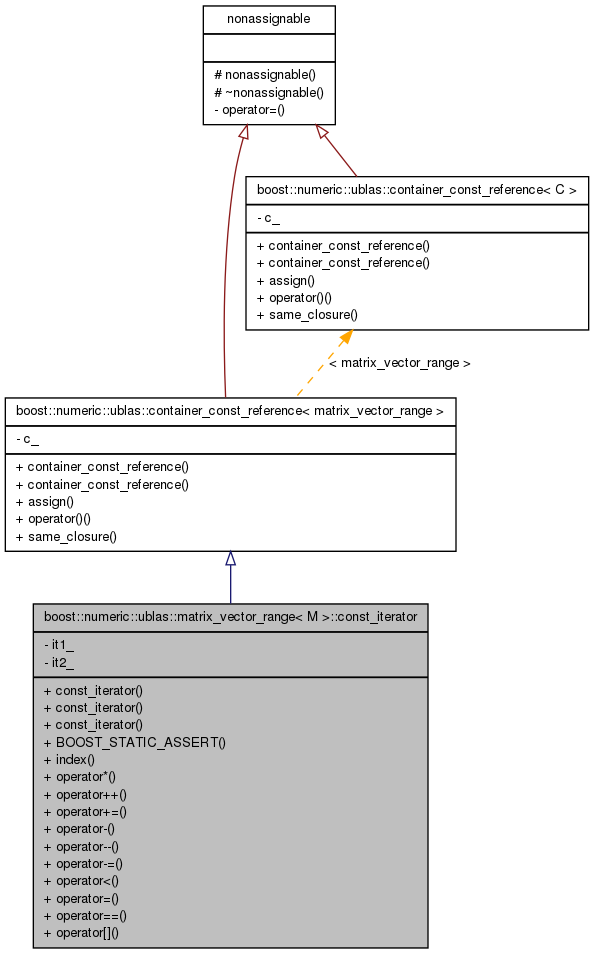 nonassignable
# nonassignable()
# ~nonassignable()
- operator=()
boost::numeric::ublas::container_const_reference< C >
- c_
+ container_const_reference()
+ container_const_reference()
+ assign()
+ operator()()
+ same_closure()
< matrix_vector_range >
boost::numeric::ublas::container_const_reference< matrix_vector_range >
- c_
+ container_const_reference()
+ container_const_reference()
+ assign()
+ operator()()
+ same_closure()
boost::numeric::ublas::matrix_vector_range< M >::const_iterator
- it1_
- it2_
+ const_iterator()
+ const_iterator()
+ const_iterator()
+ BOOST_STATIC_ASSERT()
+ index()
+ operator*()
+ operator++()
+ operator+=()
+ operator-()
+ operator--()
+ operator-=()
+ operator<()
+ operator=()
+ operator==()
+ operator[]()